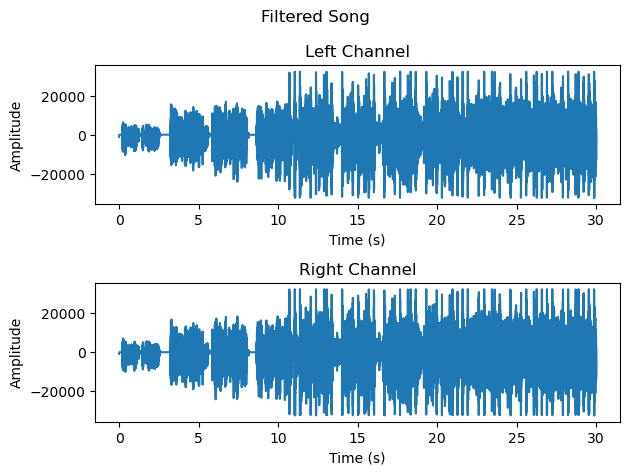 Filtered Song
Left Channel
Amplitude
20000
0
−20000
0 5 10 15 20 25 30
Time (s)
Right Channel
Amplitude
20000
0
−20000
0 5 10 15 20 25 30
Time (s)